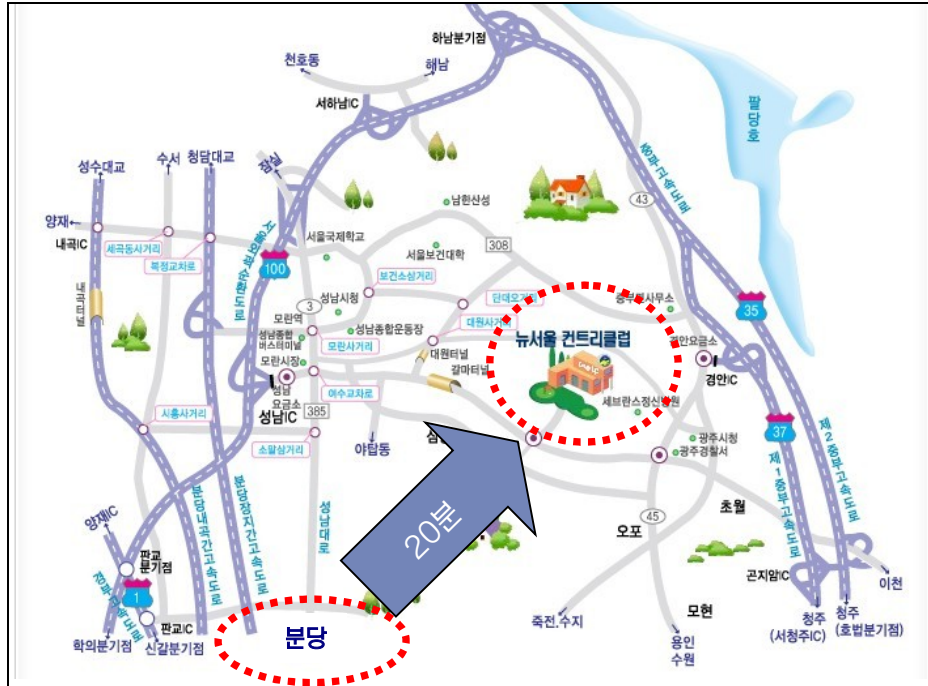 하남분기점
천호동
해남
서하남IC
팔당호
중부고속도로
성수대교
수서
청담대교
잠실
양재
내곡IC
세곡동사거리
복정교차로
서울외곽순환도로
100
서울국제학교
남한산성
서울보건대학
308
43
보건소삼거리
단대오거리
대원사거리
3
성남시청
모란역
성남종합
버스터미널
모란사거리
성남종합운동장
모란시장
대원터널
갈마터널
뉴서울 컨트리클럽
경안요금소
경안IC
35
37
내곡터널
성남
요금소
성남IC
여수교차로
385
시흥사거리
소말삼거리
야탑동
세브란스정신병원
광주시청
광주경찰서
제2중부고속도로
제1중부고속도로
분당내곡간고속도로
분당장지간고속도로
성남대로
20분
45
오포
초월
양재IC
판교
분기점
경부고속도로
1
판교IC
분당
학의분기점
신갈분기점
죽전.수지
모현
용인
수원
곤지암IC
이천
청주
(서청주IC)
청주
(호법분기점)